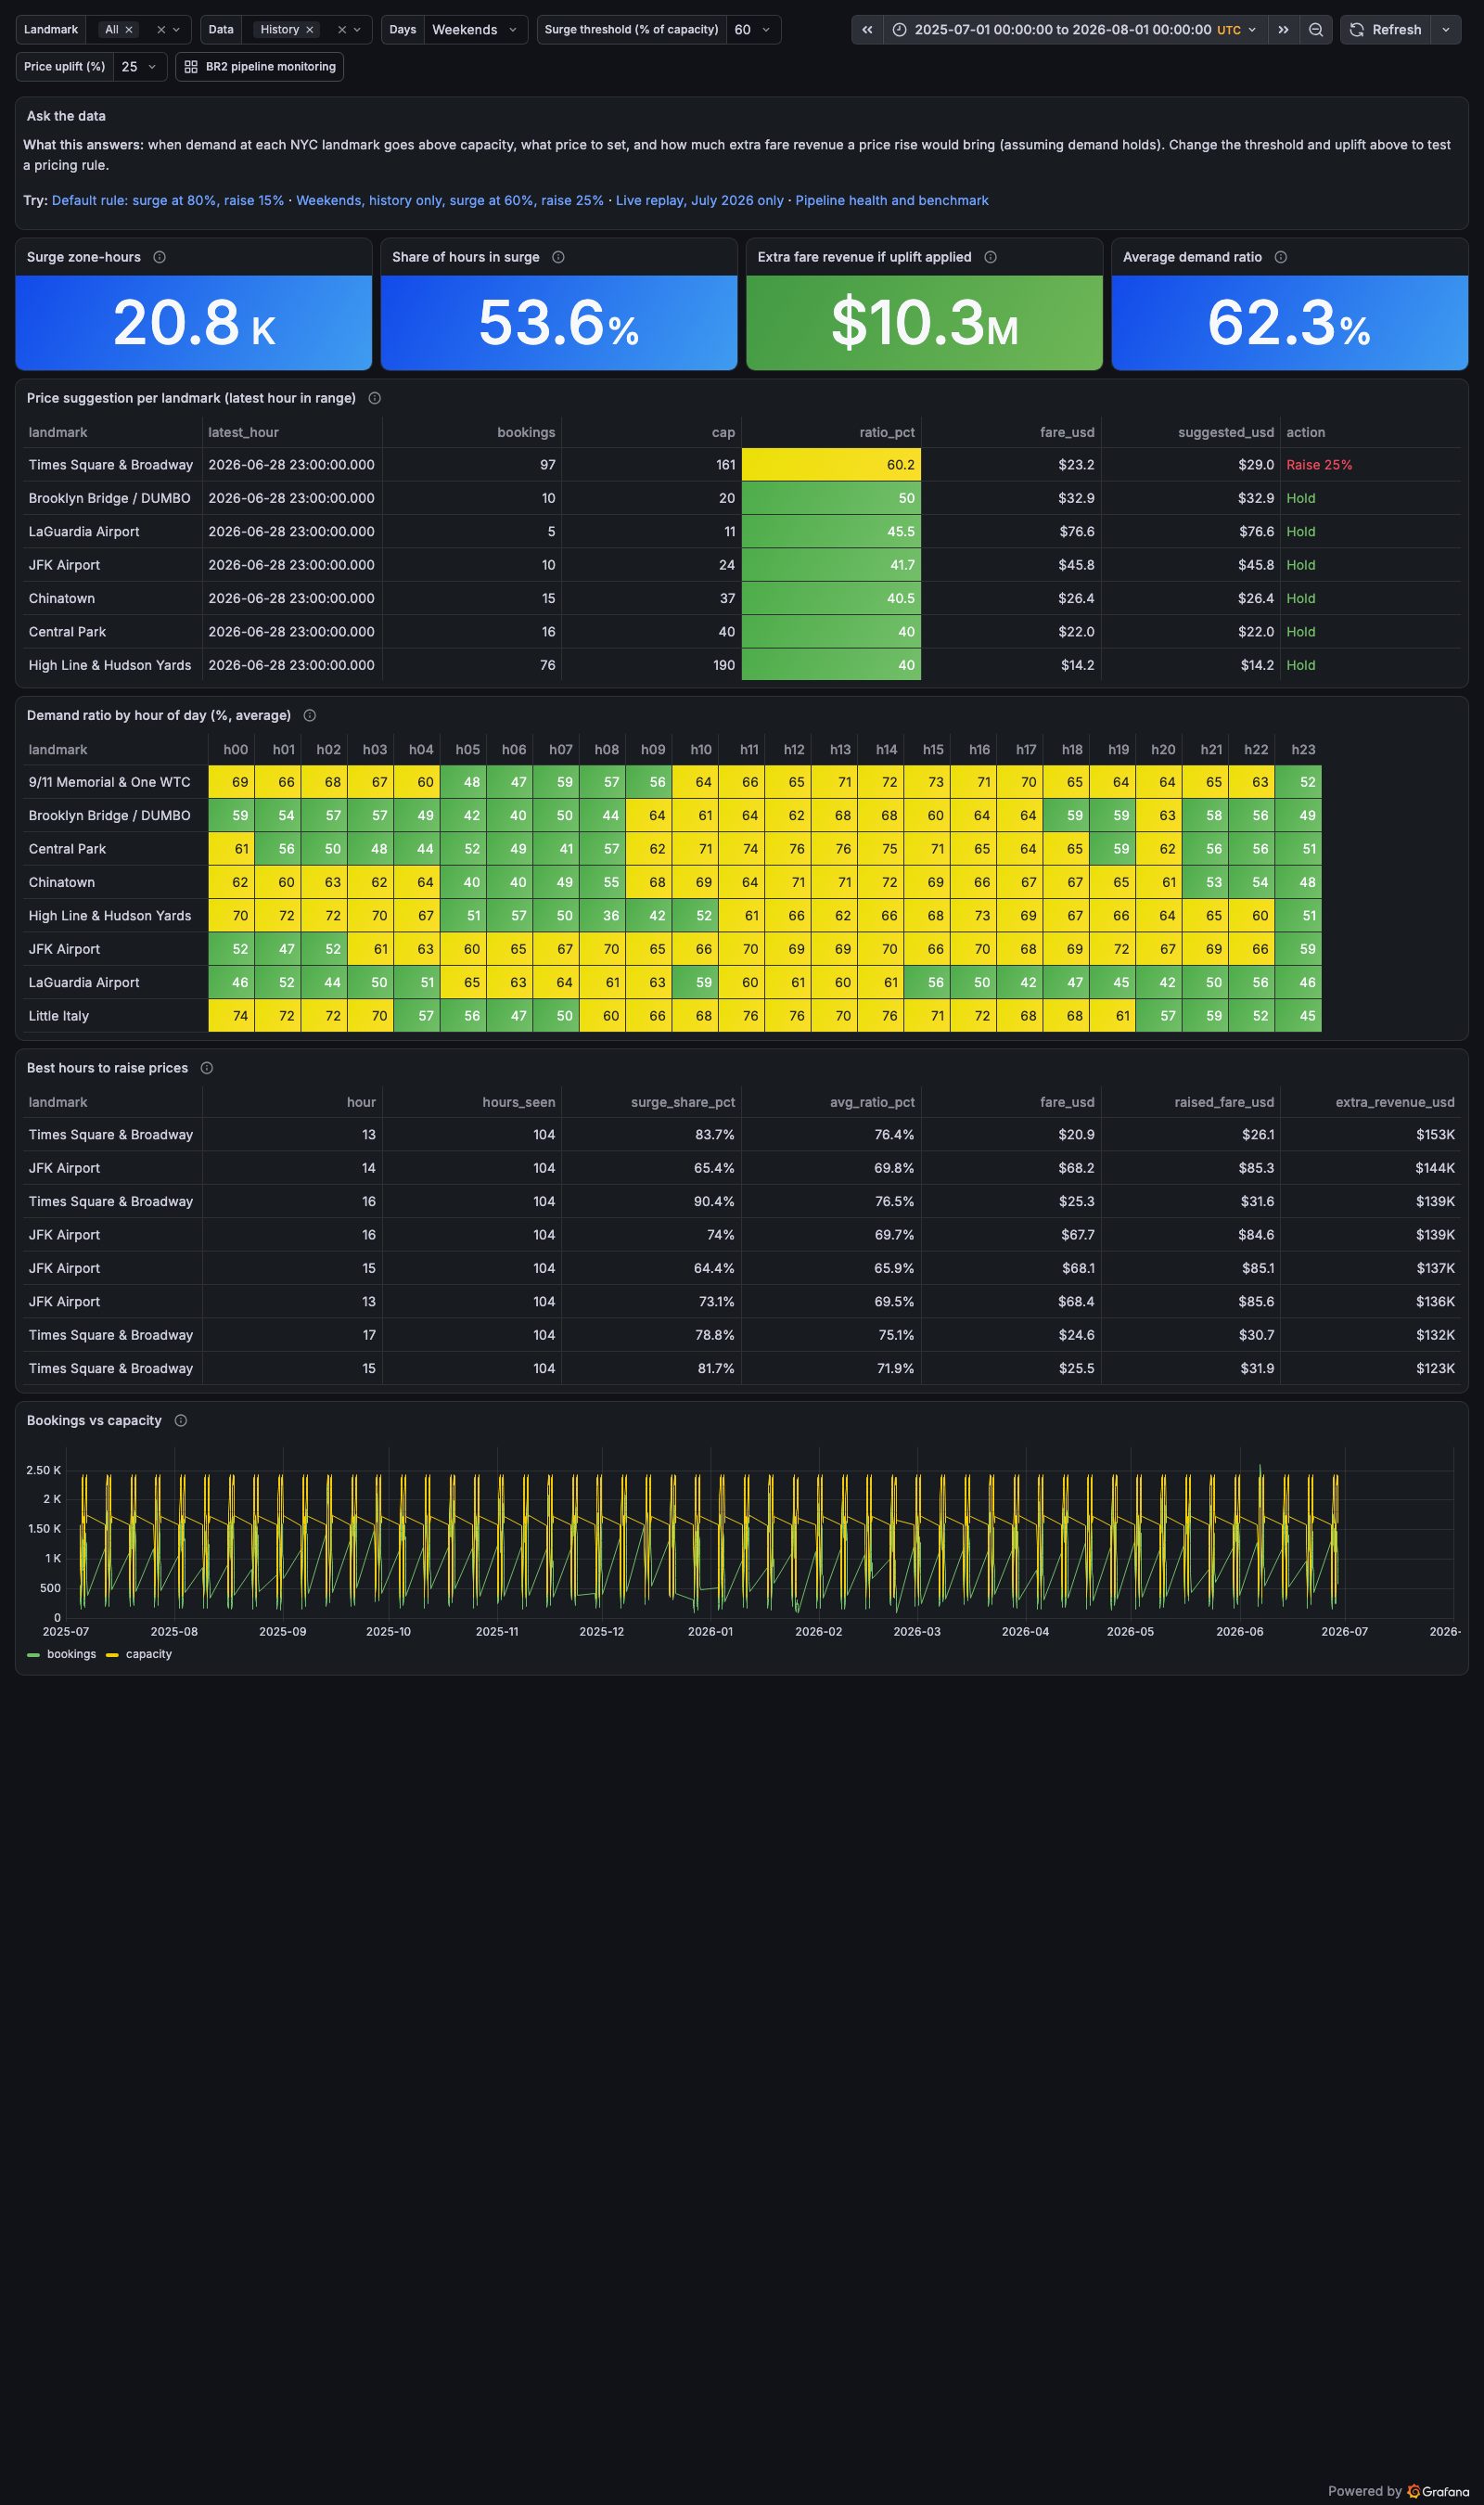 Landmark All Data History Days Weekends Surge threshold (% of capacity) 60 2025-07-01 00:00:00 to 2026-08-01 00:00:00 UTC Refresh
Price uplift (%) 25 BR2 pipeline monitoring
Ask the data
What this answers: when demand at each NYC landmark goes above capacity, what price to set, and how much extra fare revenue a price rise would bring (assuming demand holds). Change the threshold and uplift above to test
a pricing rule.
Try: Default rule: surge at 80%, raise 15% · Weekends, history only, surge at 60%, raise 25% · Live replay, July 2026 only · Pipeline health and benchmark
Surge zone-hours Share of hours in surge Extra fare revenue if uplift applied Average demand ratio
20.8 K 53.6% $10.3M 62.3%
Price suggestion per landmark (latest hour in range)
landmark latest_hour bookings cap ratio_pct fare_usd suggested_usd action
Times Square & Broadway 2026-06-28 23:00:00.000 97 161 60.2 $23.2 $29.0 Raise 25%
Brooklyn Bridge / DUMBO 2026-06-28 23:00:00.000 10 20 50 $32.9 $32.9 Hold
LaGuardia Airport 2026-06-28 23:00:00.000 5 11 45.5 $76.6 $76.6 Hold
JFK Airport 2026-06-28 23:00:00.000 10 24 41.7 $45.8 $45.8 Hold
Chinatown 2026-06-28 23:00:00.000 15 37 40.5 $26.4 $26.4 Hold
Central Park 2026-06-28 23:00:00.000 16 40 40 $22.0 $22.0 Hold
High Line & Hudson Yards 2026-06-28 23:00:00.000 76 190 40 $14.2 $14.2 Hold
Demand ratio by hour of day (%, average)
landmark h00 h01 h02 h03 h04 h05 h06 h07 h08 h09 h10 h11 h12 h13 h14 h15 h16 h17 h18 h19 h20 h21 h22 h23
9/11 Memorial & One WTC 69 66 68 67 60 48 47 59 57 56 64 66 65 71 72 73 71 70 65 64 64 65 63 52
Brooklyn Bridge / DUMBO 59 54 57 57 49 42 40 50 44 64 61 64 62 68 68 60 64 64 59 59 63 58 56 49
Central Park 61 56 50 48 44 52 49 41 57 62 71 74 76 76 75 71 65 64 65 59 62 56 56 51
Chinatown 62 60 63 62 64 40 40 49 55 68 69 64 71 71 72 69 66 67 67 65 61 53 54 48
High Line & Hudson Yards 70 72 72 70 67 51 57 50 36 42 52 61 66 62 66 68 73 69 67 66 64 65 60 51
JFK Airport 52 47 52 61 63 60 65 67 70 65 66 70 69 69 70 66 70 68 69 72 67 69 66 59
LaGuardia Airport 46 52 44 50 51 65 63 64 61 63 59 60 61 60 61 56 50 42 47 45 42 50 56 46
Little Italy 74 72 72 70 57 56 47 50 60 66 68 76 76 70 76 71 72 68 68 61 57 59 52 45
Best hours to raise prices
landmark hour hours_seen surge_share_pct avg_ratio_pct fare_usd raised_fare_usd extra_revenue_usd
Times Square & Broadway 13 104 83.7% 76.4% $20.9 $26.1 $153K
JFK Airport 14 104 65.4% 69.8% $68.2 $85.3 $144K
Times Square & Broadway 16 104 90.4% 76.5% $25.3 $31.6 $139K
JFK Airport 16 104 74% 69.7% $67.7 $84.6 $139K
JFK Airport 15 104 64.4% 65.9% $68.1 $85.1 $137K
JFK Airport 13 104 73.1% 69.5% $68.4 $85.6 $136K
Times Square & Broadway 17 104 78.8% 75.1% $24.6 $30.7 $132K
Times Square & Broadway 15 104 81.7% 71.9% $25.5 $31.9 $123K
Bookings vs capacity
2.50 K
2 K
1.50 K
1 K
500
0
2025-07 2025-08 2025-09 2025-10 2025-11 2025-12 2026-01 2026-02 2026-03 2026-04 2026-05 2026-06 2026-07 2026-
bookings capacity
Powered by Grafana